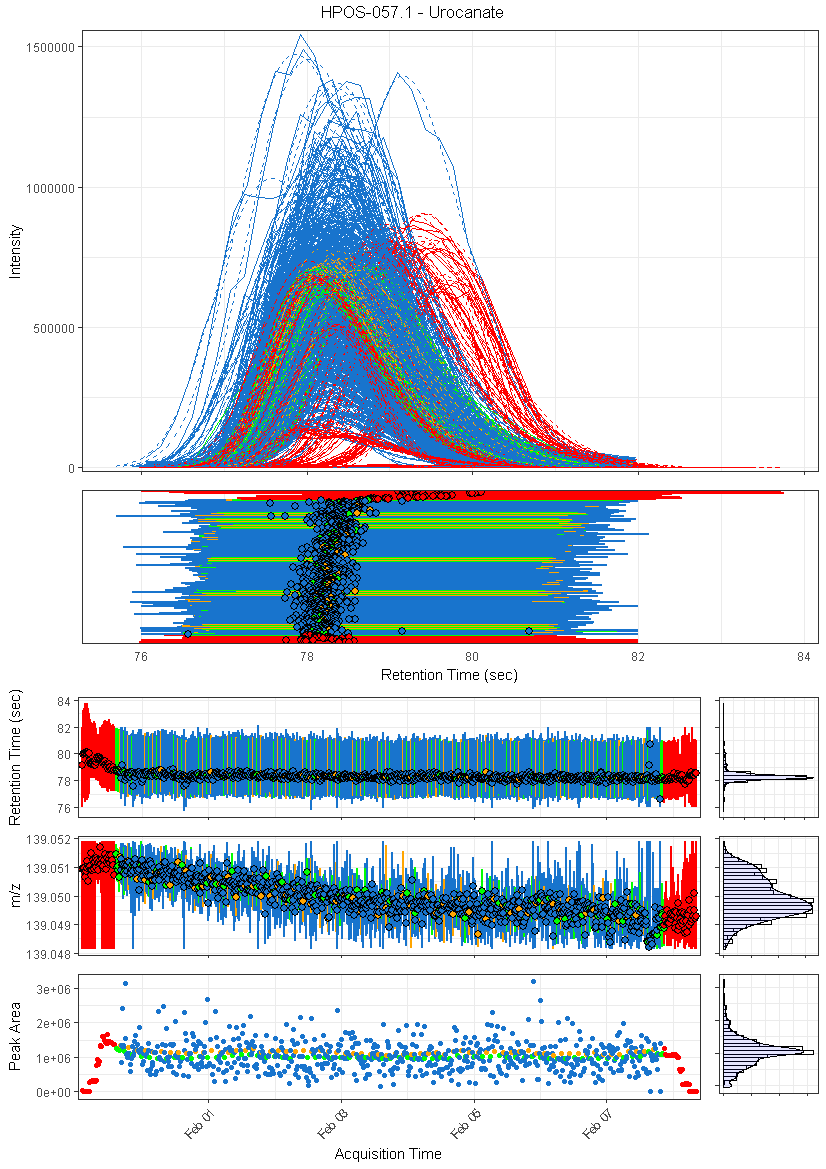 HPOS-057.1 - Urocanate
1500000
1000000
500000
0
Intensity
76 78 80 82 84
Retention Time (sec)
84
82
80
78
76
Retention Time (sec)
139.052
139.051
139.050
139.049
139.048
m/z
3e+06
2e+06
1e+06
0e+00
Peak Area
Feb 01 Feb 03 Feb 05 Feb 07
Acquisition Time